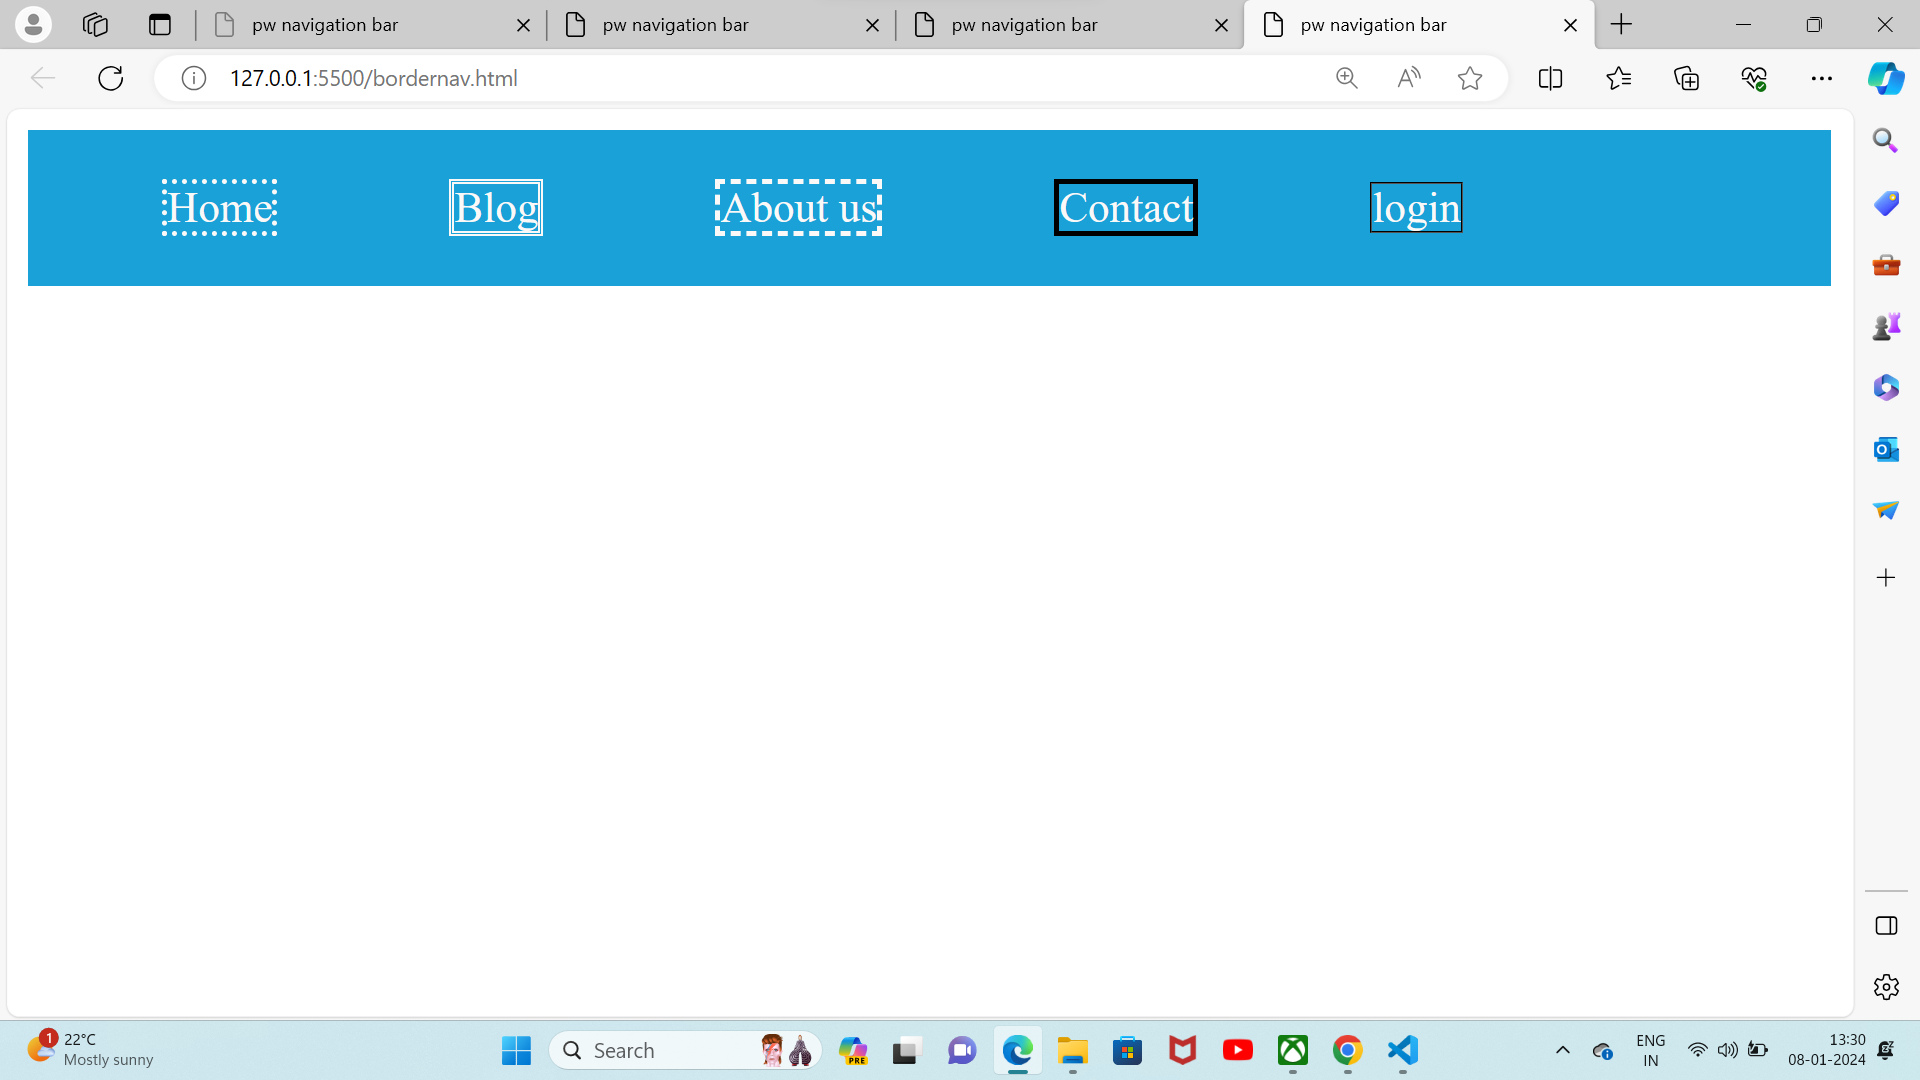 pw navigation bar pw navigation bar pw navigation bar pw navigation bar
127.0.0.1:5500/bordernav.html
Home Blog About us Contact login
1 22°C
Mostly sunny
Search
PRE
ENG
IN
13:30
08-01-2024